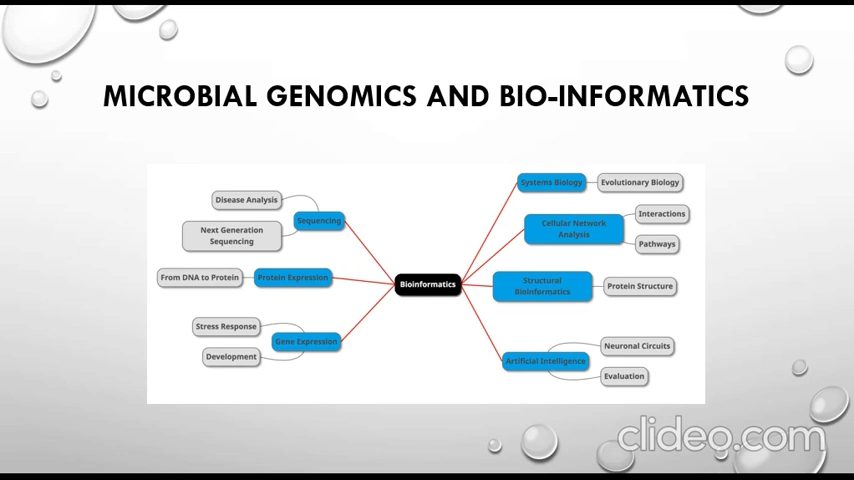 MICROBIAL GENOMICS AND BIO-INFORMATICS
Disease Analysis
Sequencing
Next Generation
Sequencing
From DNA to Protein
Protein Expression
Stress Response
Gene Expression
Development
Bioinformatics
Systems Biology
Evolutionary Biology
Cellular Network
Analysis
Interactions
Pathways
Structural
Bioinformatics
Protein Structure
Artificial Intelligence
Neuronal Circuits
Evaluation
clideo.com